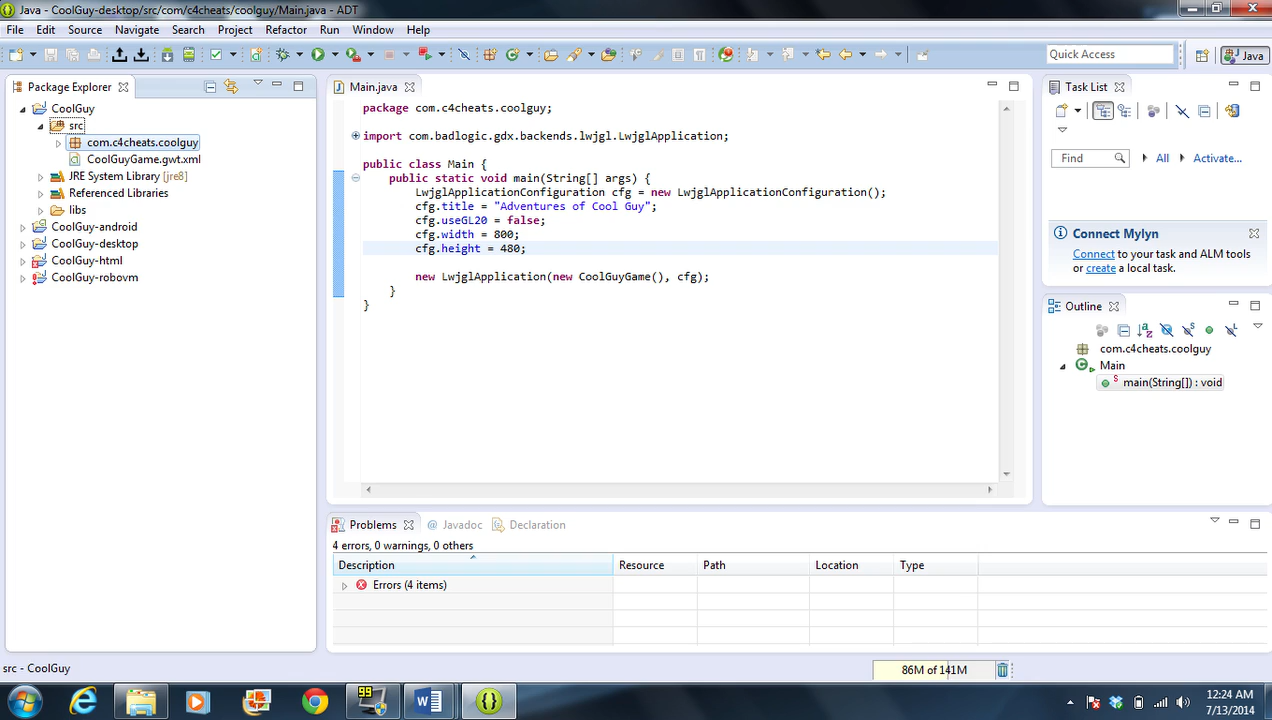 Java - CoolGuy-desktop/src/com/c4cheats/coolguy/Main.java - ADT
File Edit Source Navigate Search Project Refactor Run Window Help
Quick Access
Java
Package Explorer
CoolGuy
src
com.c4cheats.coolguy
CoolGuyGame.gwt.xml
JRE System Library [jre8]
Referenced Libraries
libs
CoolGuy-android
CoolGuy-desktop
CoolGuy-html
CoolGuy-robovm
Main.java
package com.c4cheats.coolguy;
import com.badlogic.gdx.backends.lwjgl.LwjglApplication;
public class Main {
public static void main(String[] args) {
LwjglApplicationConfiguration cfg = new LwjglApplicationConfiguration();
cfg.title = "Adventures of Cool Guy";
cfg.useGL20 = false;
cfg.width = 800;
cfg.height = 480;
new LwjglApplication(new CoolGuyGame(), cfg);
}
}
Task List
Find
All
Activate...
Connect Mylyn
Connect to your task and ALM tools
or create a local task.
Outline
com.c4cheats.coolguy
Main
main(String[]) : void
Problems @ Javadoc Declaration
4 errors, 0 warnings, 0 others
Description Resource Path Location Type
Errors (4 items)
src - CoolGuy
86M of 141M
99
12:24 AM
7/13/2014